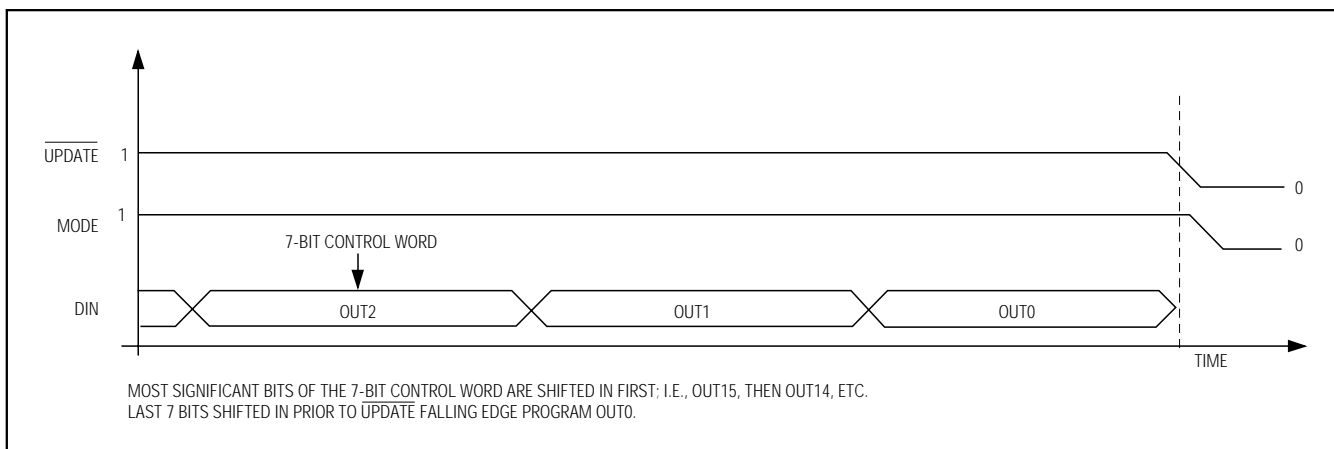 UPDATE 1
0
MODE 1
0
7-BIT CONTROL WORD
DIN OUT2 OUT1 OUT0
TIME
MOST SIGNIFICANT BITS OF THE 7-BIT CONTROL WORD ARE SHIFTED IN FIRST; I.E., OUT15, THEN OUT14, ETC.
LAST 7 BITS SHIFTED IN PRIOR TO UPDATE FALLING EDGE PROGRAM OUT0.